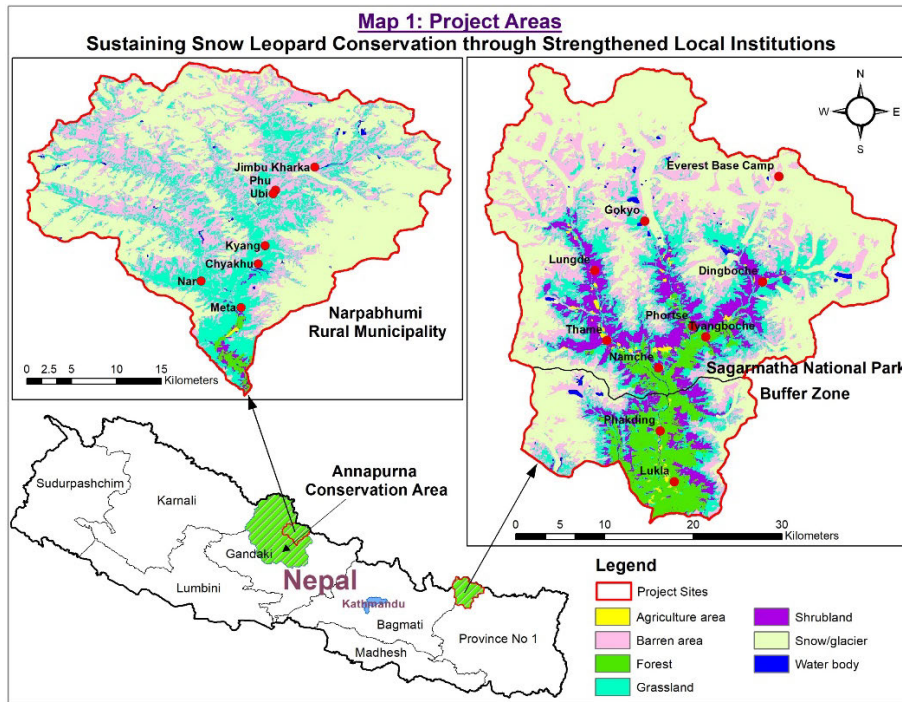 Map 1: Project Areas
Sustaining Snow Leopard Conservation through Strengthened Local Institutions
Jimbu Kharka
Phu
Ubi
Kyang
Chyakhu
Nar
Meta
Narpabhumi
Rural Municipality
0 2.5 5 10 15
Kilometers
N
W E
S
Everest Base Camp
Gokyo
Lungde
Dingboche
Phortse
Tyangboche
Thame
Namche
Sagarmatha National Park
Buffer Zone
Phakding
Lukla
0 10 20 30
Kilometers
Annapurna
Conservation Area
Sudurpashchim
Karnali
Gandaki
Lumbini
Nepal
Kathmandu
Bagmati
Madhesh
Province No 1
Legend
Project Sites
Agriculture area
Barren area
Forest
Grassland
Shrubland
Snow/glacier
Water body